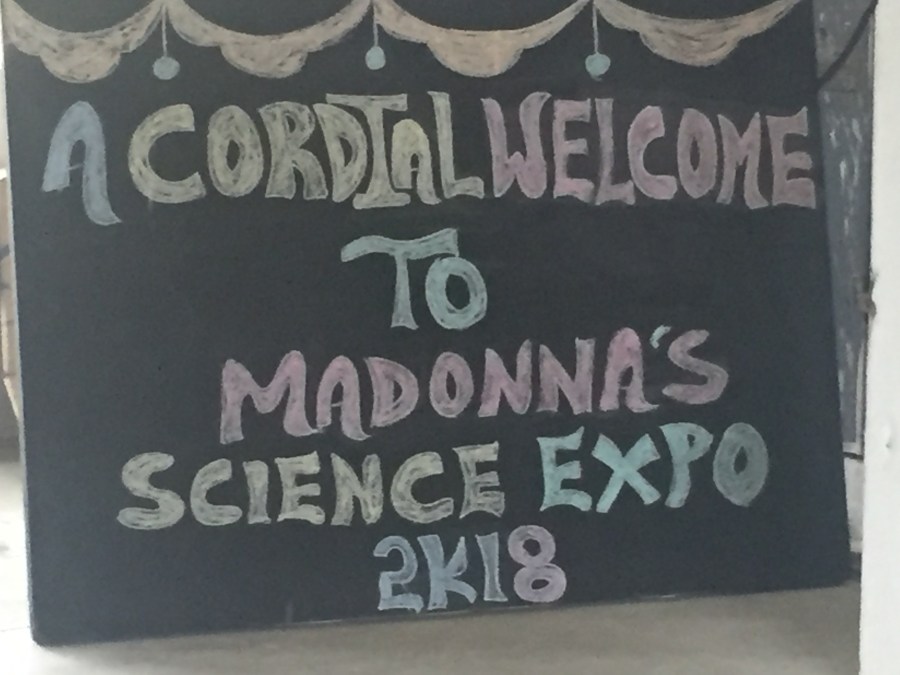 A CORDIAL WELCOME
TO
MADONNA'S
SCIENCE EXPO
2K18